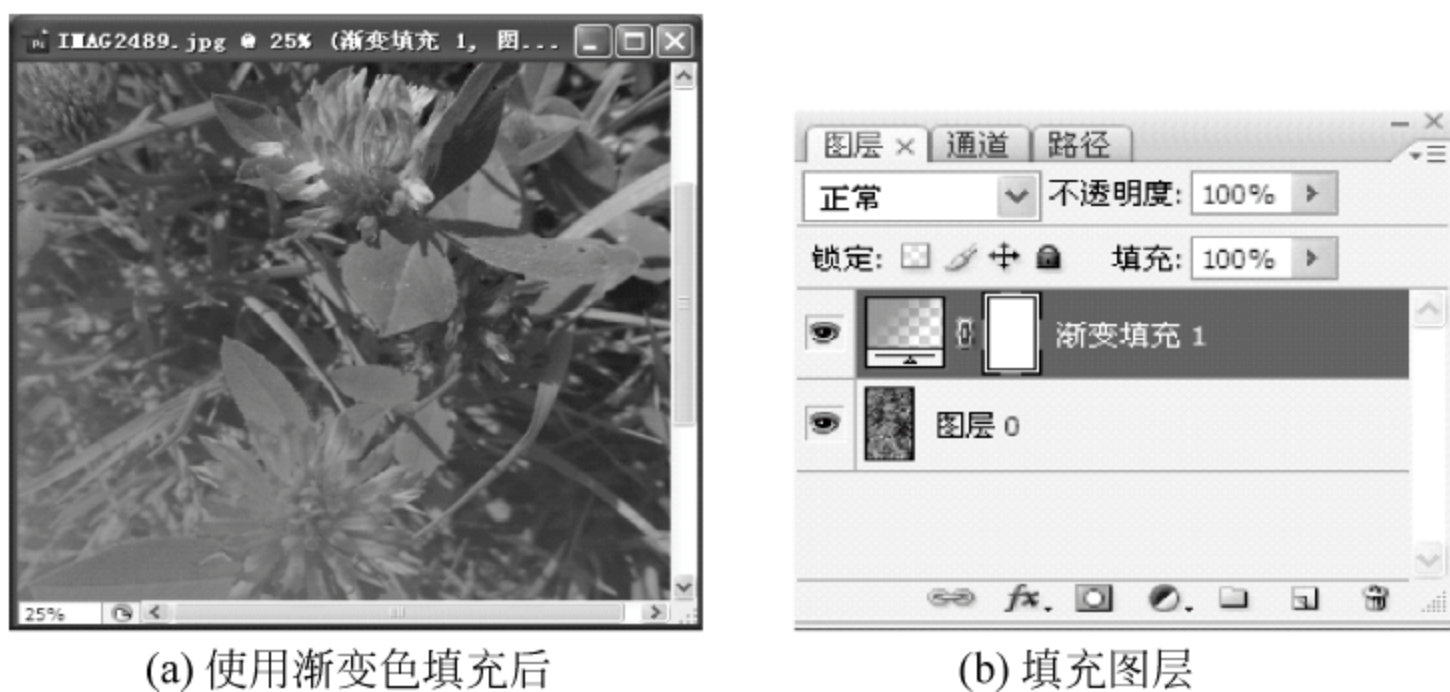 Ps IMAG2489.jpg @ 25% (渐变填充 1, 图...
25%
(a) 使用渐变色填充后
图层 × 通道 路径
正常 不透明度: 100%
锁定: 填充: 100%
渐变填充 1
图层 0
fx.
(b) 填充图层